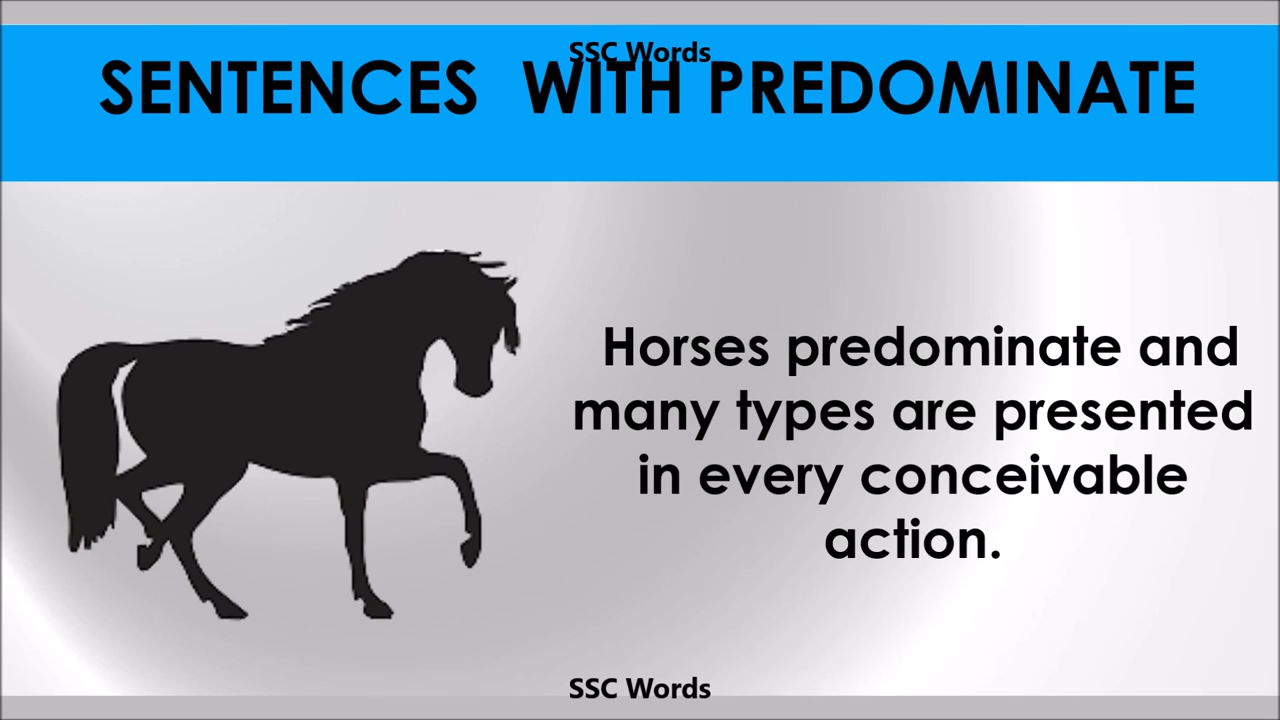 SSC Words
SENTENCES WITH PREDOMINATE
Horses predominate and
many types are presented
in every conceivable
action.
SSC Words